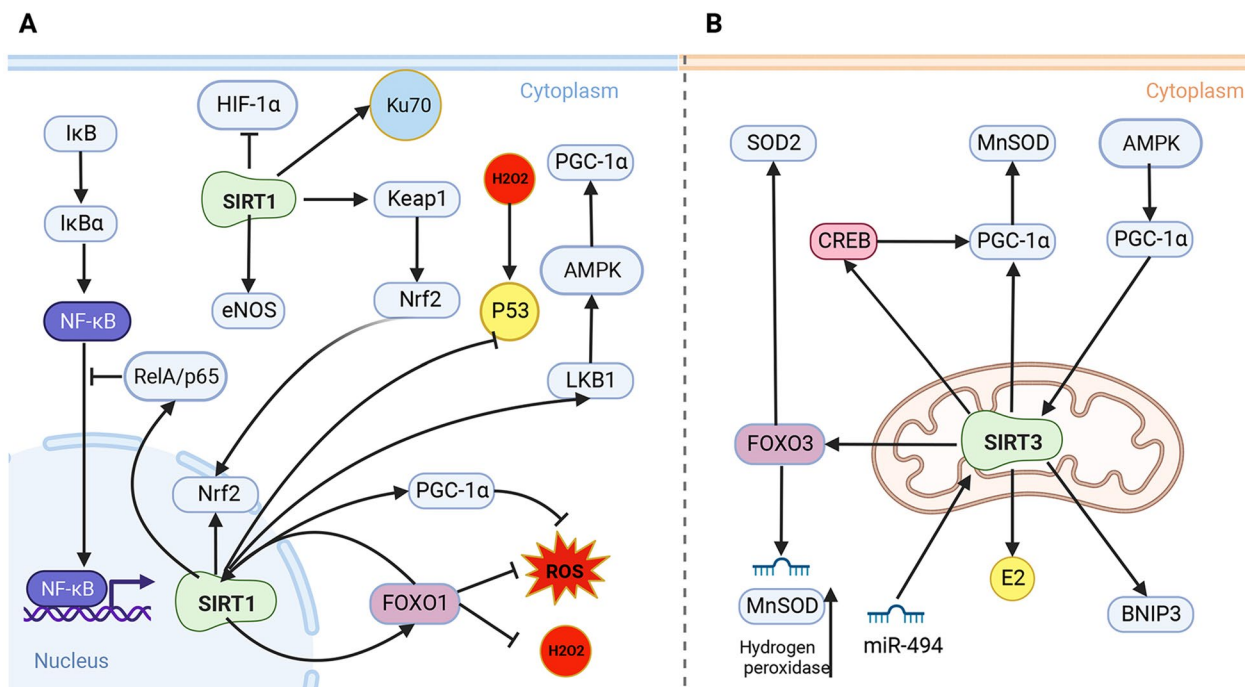 A
Cytoplasm
HIF-1α
Ku70
IκB
H2O2
PGC-1α
SIRT1
Keap1
IκBα
AMPK
eNOS
Nrf2
P53
NF-κB
RelA/p65
LKB1
Nrf2
PGC-1α
ROS
NF-κB
SIRT1
FOXO1
H2O2
Nucleus
B
Cytoplasm
SOD2
MnSOD
AMPK
CREB
PGC-1α
PGC-1α
FOXO3
SIRT3
E2
MnSOD
BNIP3
Hydrogen
peroxidase
miR-494